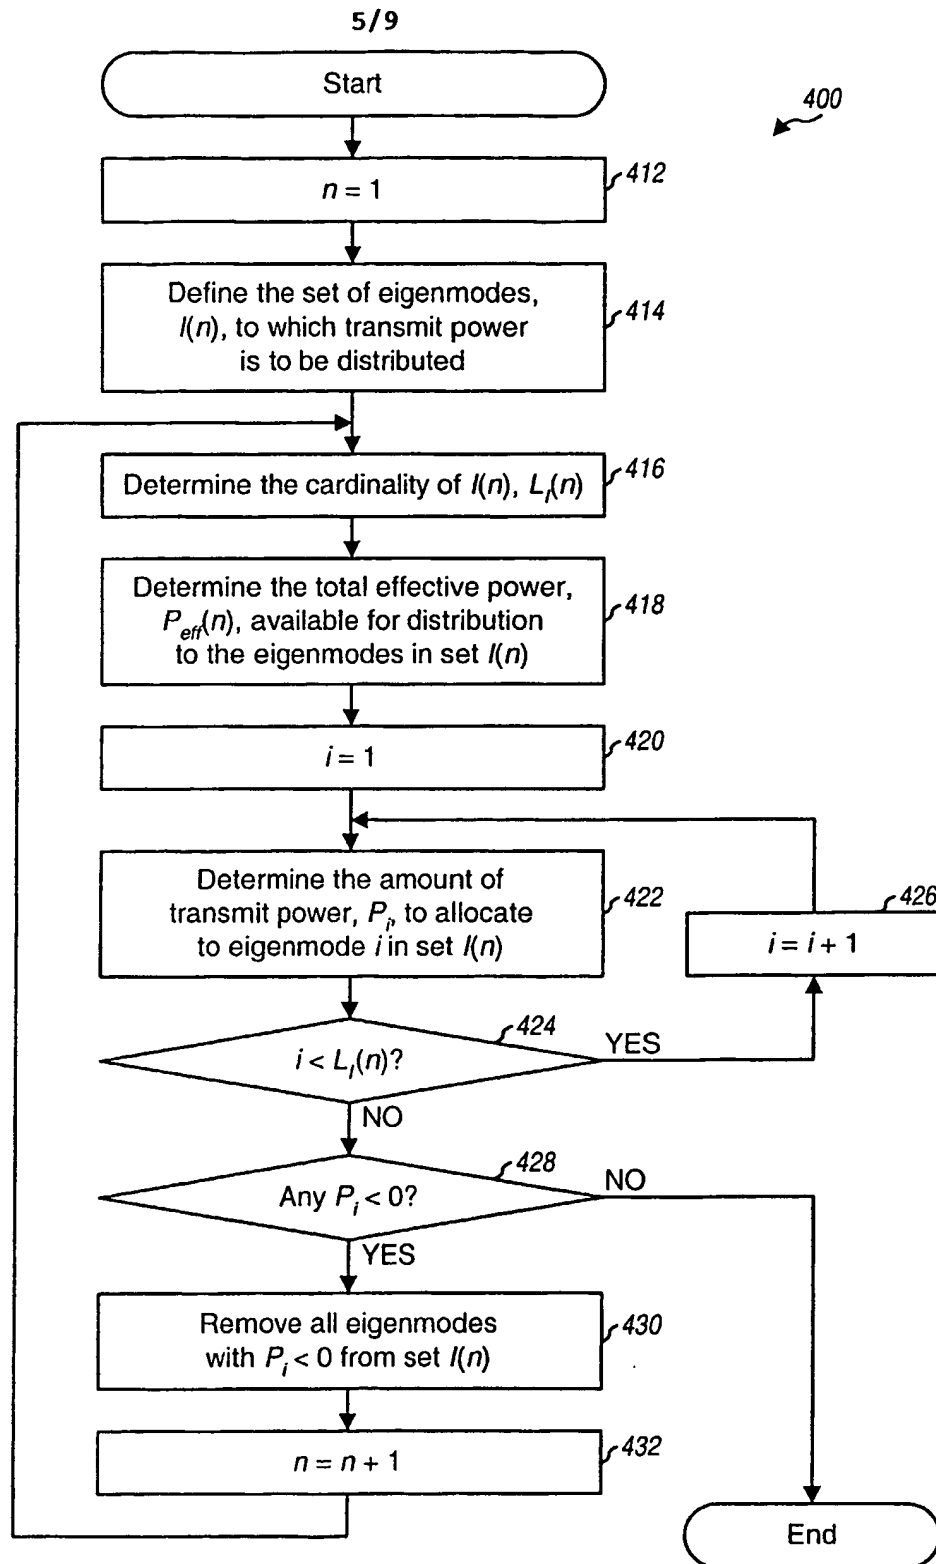 5/9
Start
400
n = 1
412
Define the set of eigenmodes,
I(n), to which transmit power
is to be distributed
414
Determine the cardinality of I(n), L_I(n)
416
Determine the total effective power,
P_eff(n), available for distribution
to the eigenmodes in set I(n)
418
i = 1
420
Determine the amount of
transmit power, P_i, to allocate
to eigenmode i in set I(n)
422
426
i = i + 1
424
i < L_I(n)?
YES
NO
428
Any P_i < 0?
NO
YES
Remove all eigenmodes
with P_i < 0 from set I(n)
430
n = n + 1
432
End